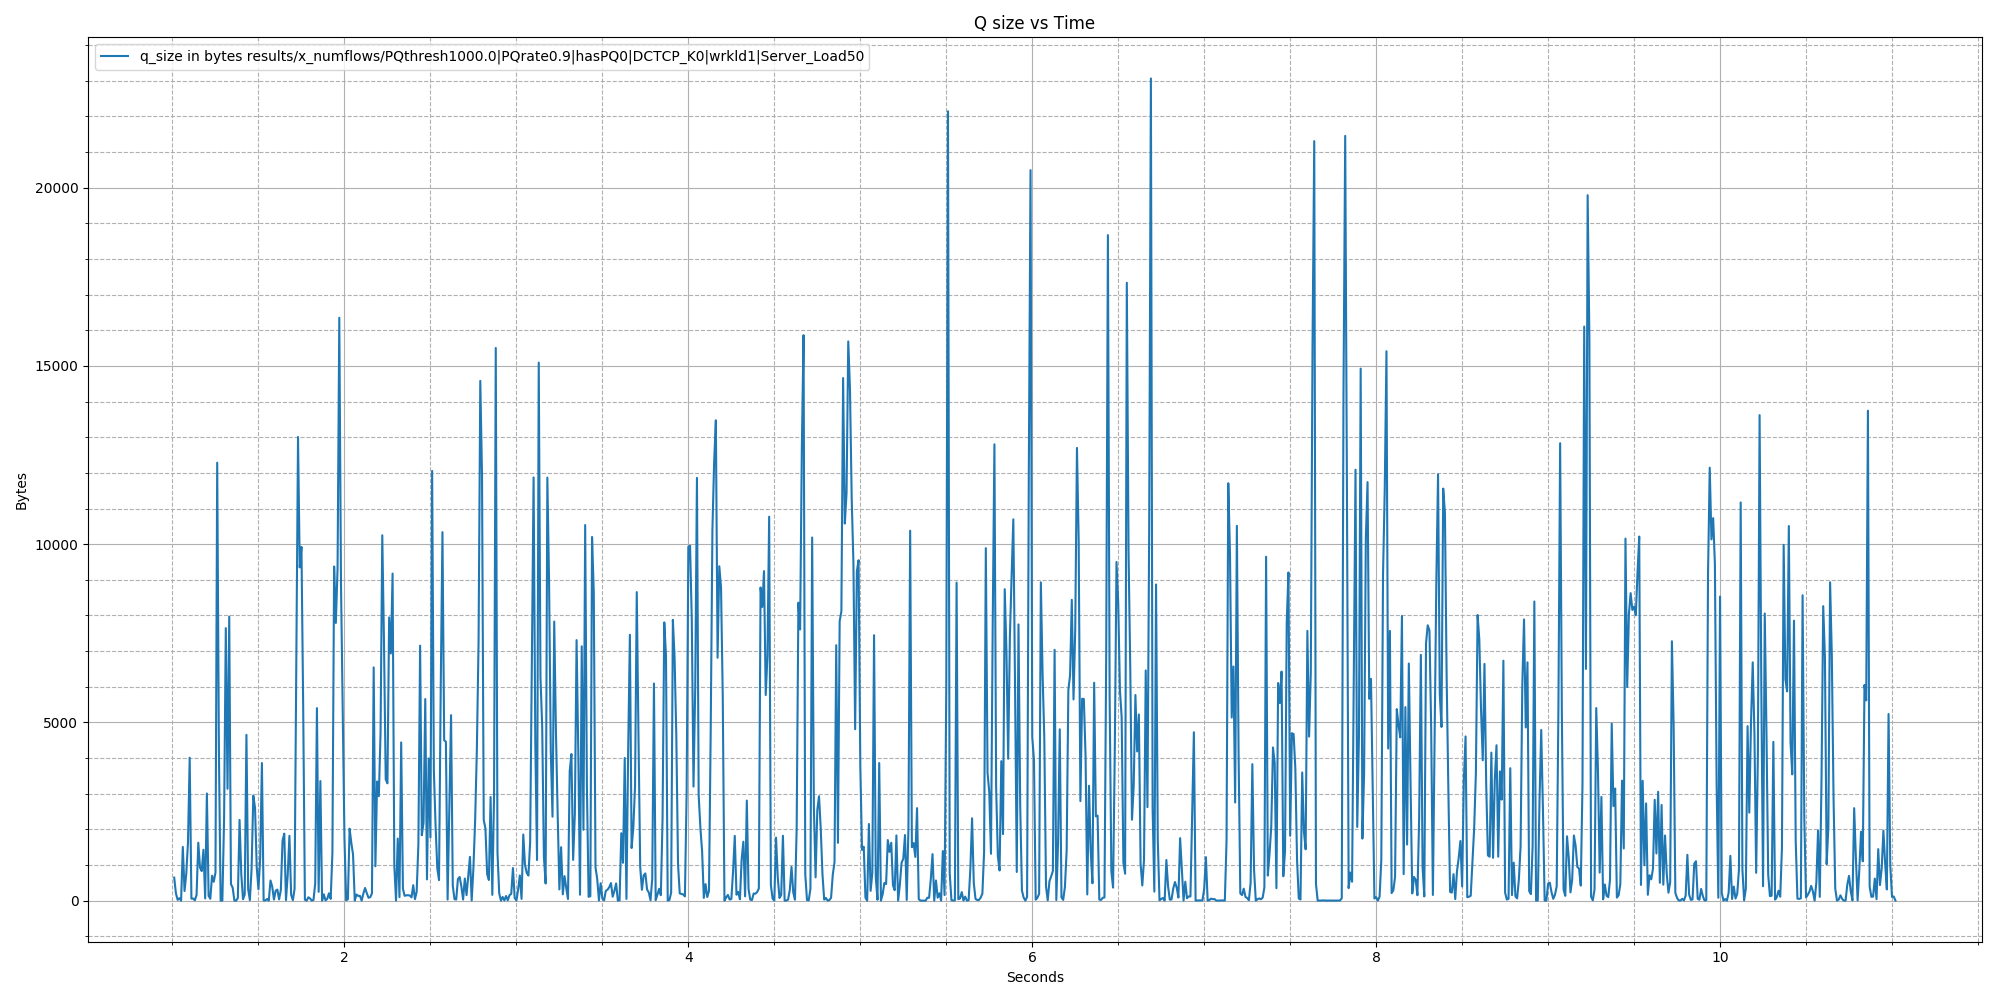 Q size vs Time
q_size in bytes results/x_numflows/PQthresh1000.0|PQrate0.9|hasPQ0|DCTCP_K0|wrkld1|Server_Load50
20000
15000
10000
5000
0
Bytes
2 4 6 8 10
Seconds